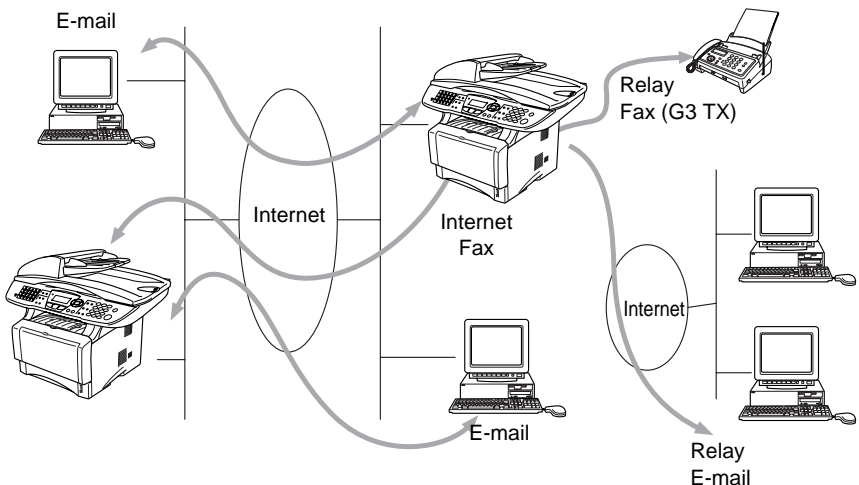 E-mail
Relay
Fax (G3 TX)
Internet
Internet
Fax
Internet
E-mail
Relay
E-mail